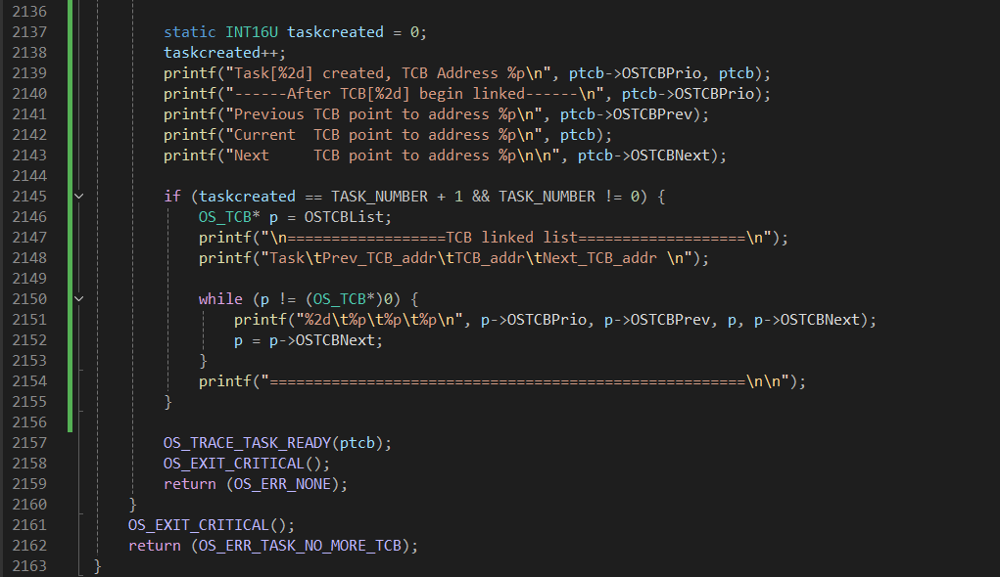 2136
2137 static INT16U taskcreated = 0;
2138 taskcreated++;
2139 printf("Task[%2d] created, TCB Address %p\n", ptcb->OSTCBPrio, ptcb);
2140 printf("------After TCB[%2d] begin linked------\n", ptcb->OSTCBPrio);
2141 printf("Previous TCB point to address %p\n", ptcb->OSTCBPrev);
2142 printf("Current  TCB point to address %p\n", ptcb);
2143 printf("Next     TCB point to address %p\n\n", ptcb->OSTCBNext);
2144
2145 if (taskcreated == TASK_NUMBER + 1 && TASK_NUMBER != 0) {
2146 OS_TCB* p = OSTCBList;
2147 printf("\n==================TCB linked list===================\n");
2148 printf("Task\tPrev_TCB_addr\tTCB_addr\tNext_TCB_addr \n");
2149
2150 while (p != (OS_TCB*)0) {
2151 printf("%2d\t%p\t%p\t%p\n", p->OSTCBPrio, p->OSTCBPrev, p, p->OSTCBNext);
2152 p = p->OSTCBNext;
2153 }
2154 printf("======================================================\n\n");
2155 }
2156
2157 OS_TRACE_TASK_READY(ptcb);
2158 OS_EXIT_CRITICAL();
2159 return (OS_ERR_NONE);
2160 }
2161 OS_EXIT_CRITICAL();
2162 return (OS_ERR_TASK_NO_MORE_TCB);
2163 }